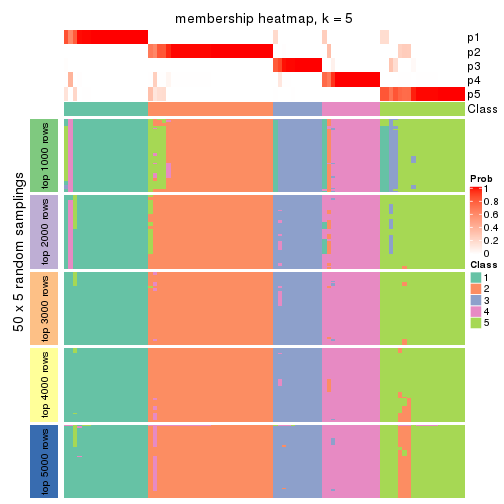 membership heatmap, k = 5
p1
p2
p3
p4
p5
Class
50 x 5 random samplings
top 1000 rows
top 2000 rows
top 3000 rows
top 4000 rows
top 5000 rows
Prob
1
0.8
0.6
0.4
0.2
0
Class
1
2
3
4
5